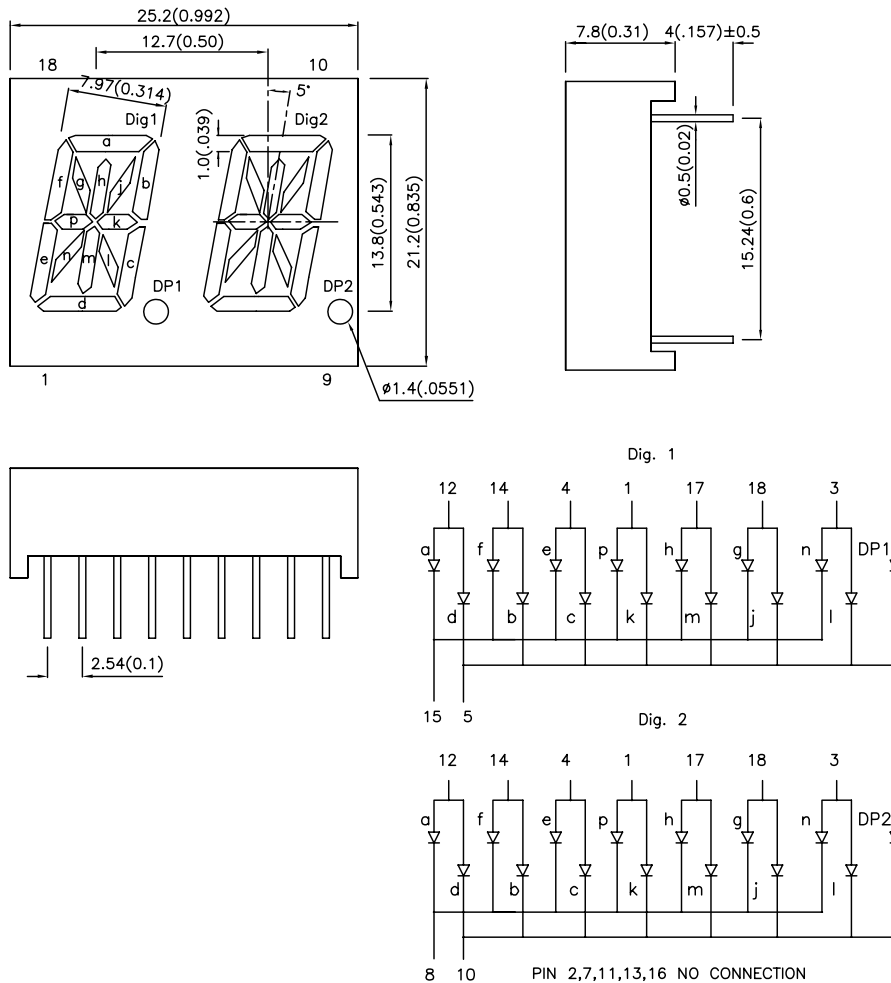 25.2(0.992)
12.7(0.50)
18 10
7.97(0.314)
5°
Dig1 Dig2
1.0(.039)
a
f g h j b
p k
e h m l c
d
DP1 DP2
13.8(0.543)
21.2(0.835)
1 9
ø1.4(.0551)
7.8(0.31) 4(.157)±0.5
ø0.5(0.02)
15.24(0.6)
2.54(0.1)
Dig. 1
12 14 4 1 17 18 3
a f e p h g n DP1
d b c k m j l
15 5
Dig. 2
12 14 4 1 17 18 3
a f e p h g n DP2
d b c k m j l
8 10
PIN 2,7,11,13,16 NO CONNECTION